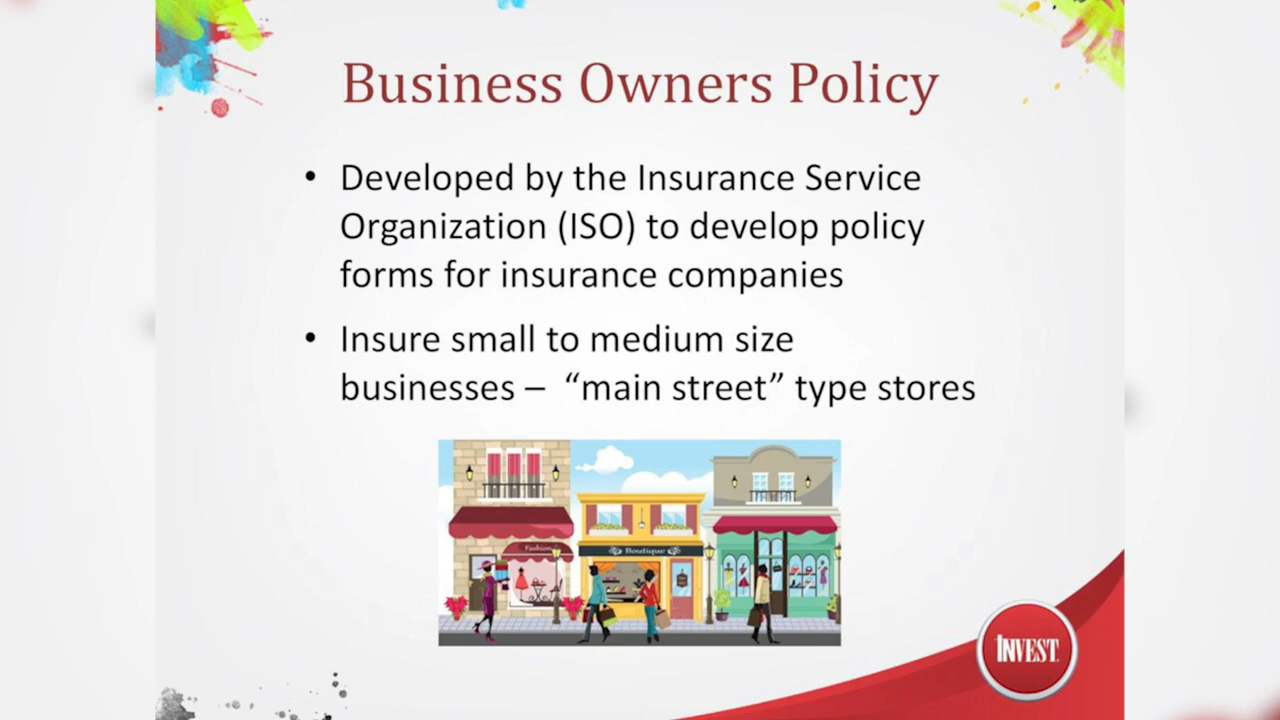 Business Owners Policy
• Developed by the Insurance Service
Organization (ISO) to develop policy
forms for insurance companies
• Insure small to medium size
businesses – “main street” type stores
Fashion
Boutique
INVEST